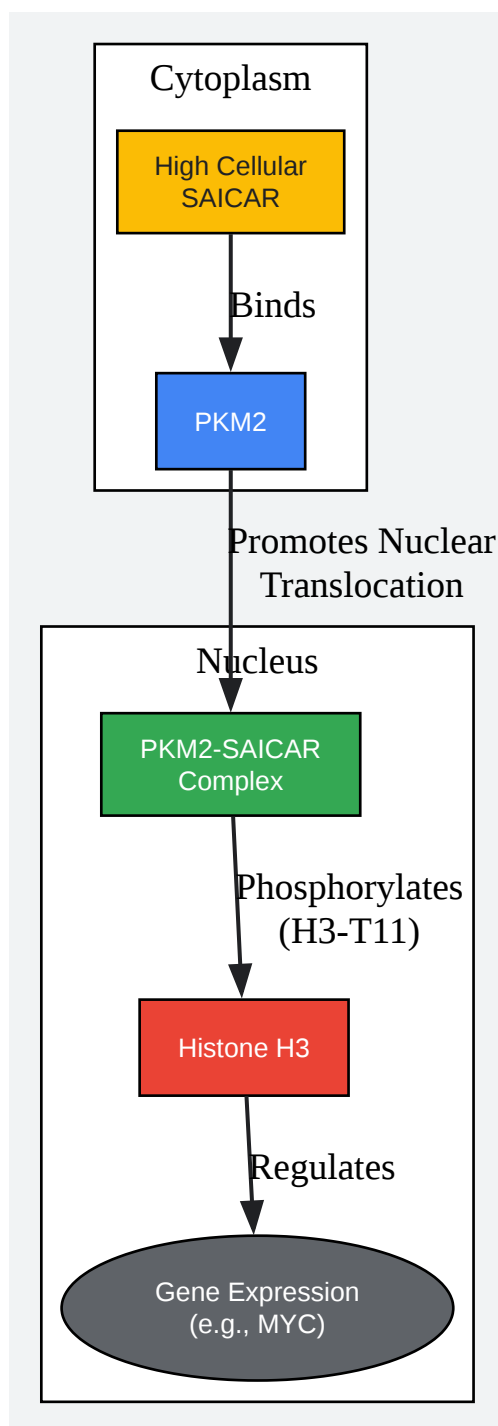 Cytoplasm
High Cellular
SAICAR
Binds
PKM2
Promotes Nuclear
Translocation
Nucleus
PKM2-SAICAR
Complex
Phosphorylates
(H3-T11)
Histone H3
Regulates
Gene Expression
(e.g., MYC)